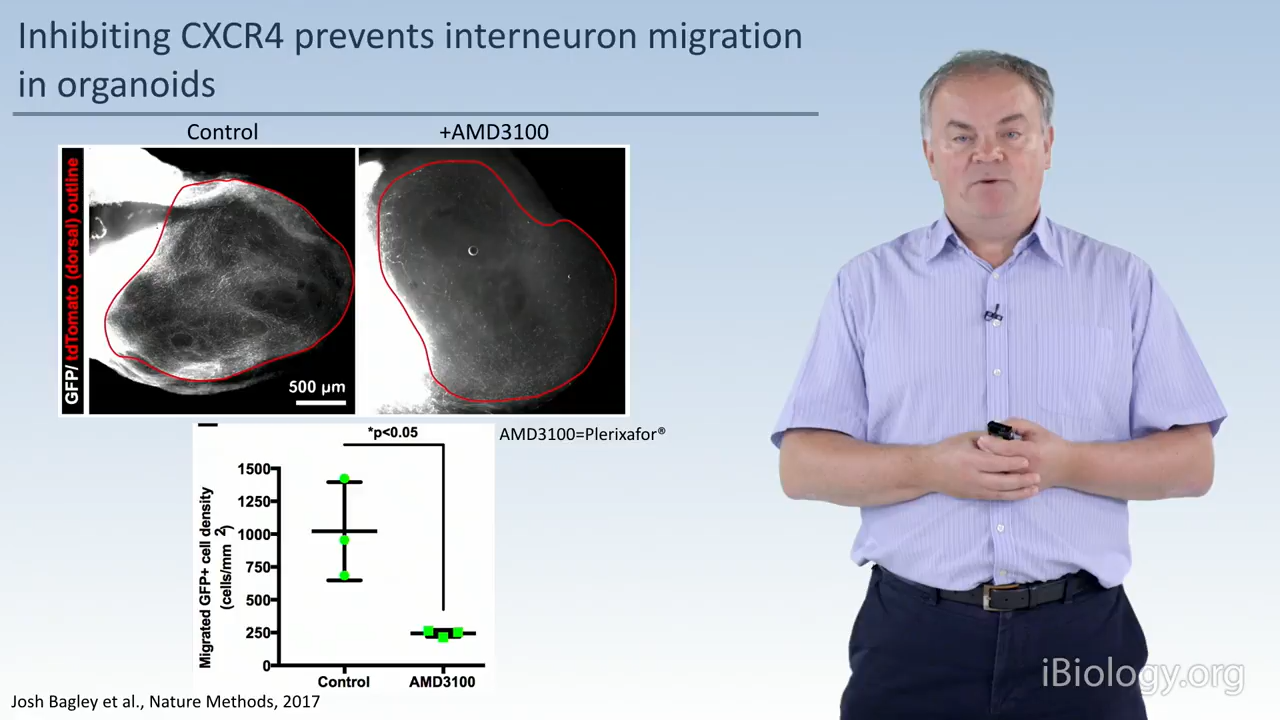 Inhibiting CXCR4 prevents interneuron migration
in organoids
Control
+AMD3100
GFP/tdTomato (dorsal) outline
500 μm
AMD3100=Plerixafor®
*p<0.05
Migrated GFP+ cell density
(cells/mm 2)
1500
1250
1000
750
500
250
0
Control
AMD3100
Josh Bagley et al., Nature Methods, 2017
iBiology.org